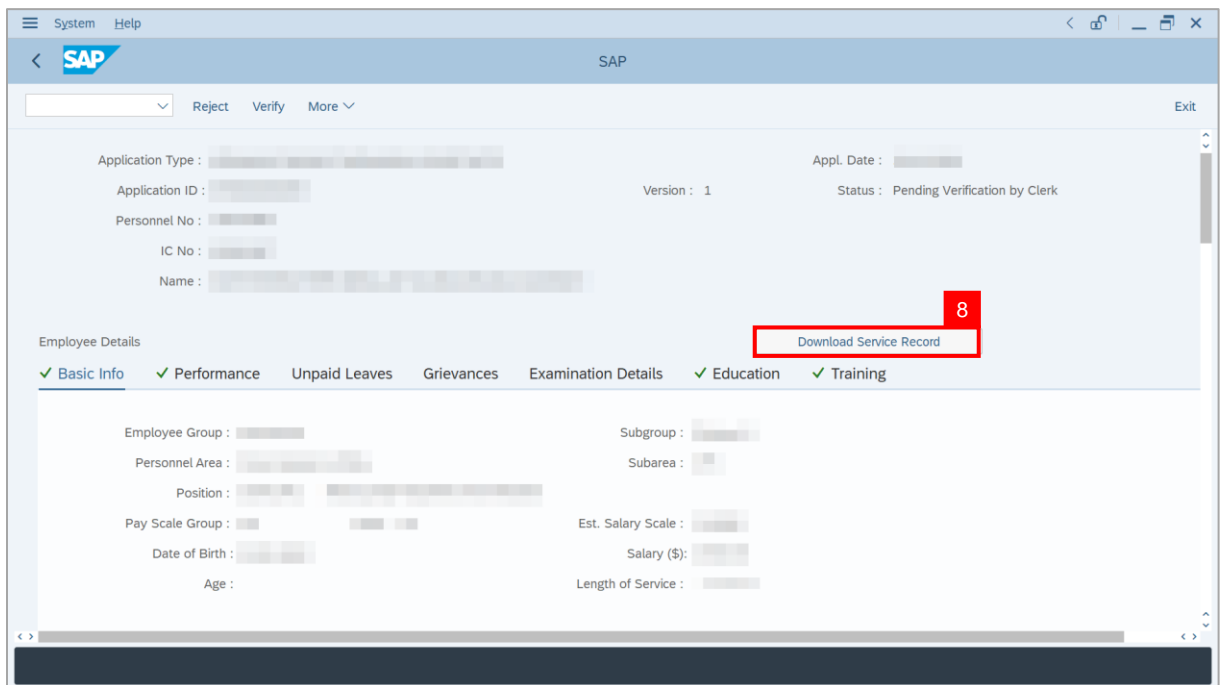 System Help
SAP SAP
Reject Verify More Exit
Application Type : Appl. Date :
Application ID : Version : 1 Status : Pending Verification by Clerk
Personnel No :
IC No :
Name :
8
Employee Details Download Service Record
Basic Info Performance Unpaid Leaves Grievances Examination Details Education Training
Employee Group : Subgroup :
Personnel Area : Subarea :
Position :
Pay Scale Group : Est. Salary Scale :
Date of Birth : Salary ($):
Age : Length of Service :